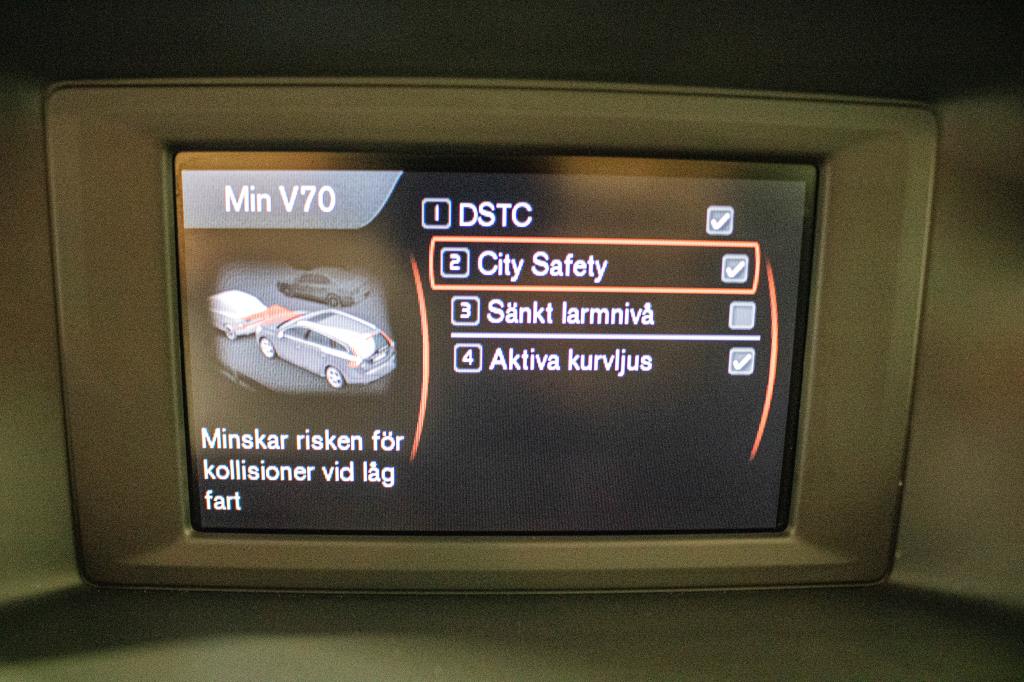 Min V70
1 DSTC
2 City Safety
3 Sänkt larmnivå
4 Aktiva kurvljus
Minskar risken för
kollisioner vid låg
fart